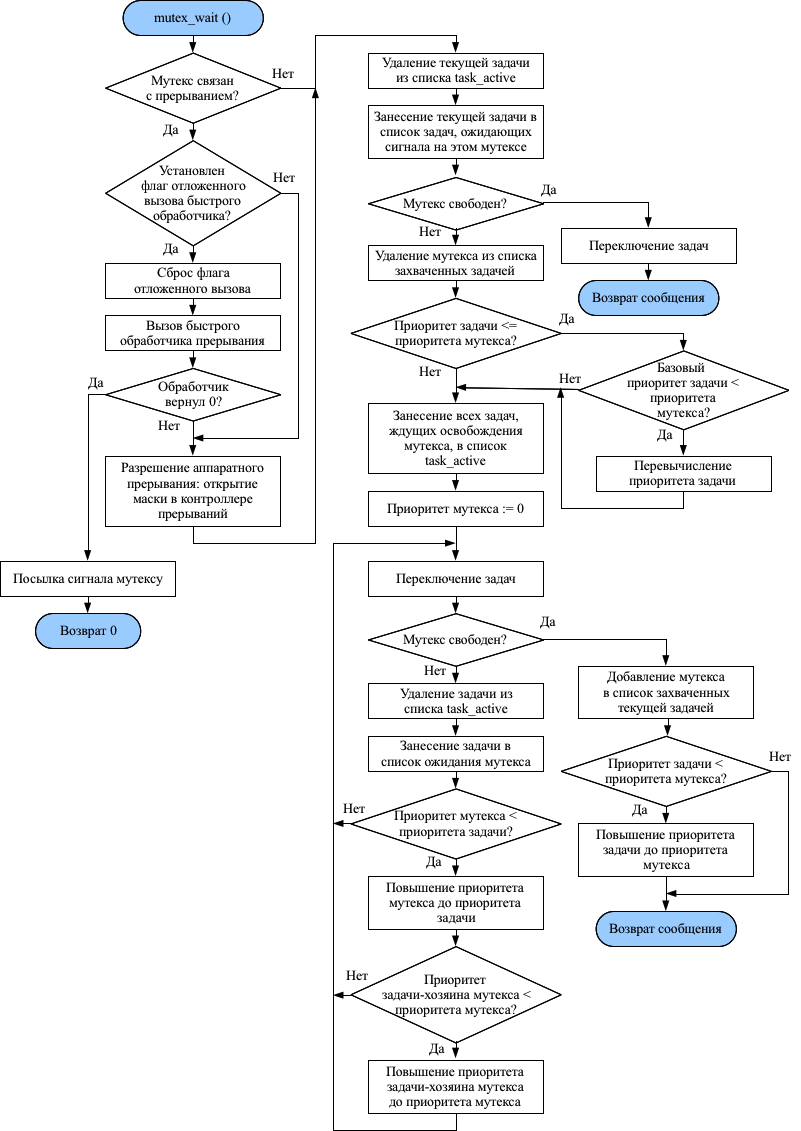 mutex_wait ()
Мутекс связан
с прерыванием?
Нет
Да
Установлен
флаг отложенного
вызова быстрого
обработчика?
Нет
Да
Сброс флага
отложенного вызова
Вызов быстрого
обработчика прерывания
Да
Обработчик
вернул 0?
Нет
Разрешение аппаратного
прерывания: открытие
маски в контроллере
прерываний
Посылка сигнала мутексу
Возврат 0
Удаление текущей задачи
из списка task_active
Занесение текущей задачи в
список задач, ожидающих
сигнала на этом мутексе
Мутекс свободен?
Да
Нет
Переключение задач
Возврат сообщения
Удаление мутекса из списка
захваченных задачей
Приоритет задачи <=
приоритета мутекса?
Да
Нет
Базовый
приоритет задачи <
приоритета
мутекса?
Нет
Да
Перевычисление
приоритета задачи
Занесение всех задач,
ждущих освобождения
мутекса, в список
task_active
Приоритет мутекса := 0
Переключение задач
Мутекс свободен?
Да
Нет
Добавление мутекса
в список захваченных
текущей задачей
Приоритет задачи <
приоритета мутекса?
Нет
Да
Повышение приоритета
задачи до приоритета
мутекса
Возврат сообщения
Удаление задачи из
списка task_active
Занесение задачи в
список ожидания мутекса
Приоритет мутекса <
приоритета задачи?
Нет
Да
Повышение приоритета
мутекса до приоритета
задачи
Приоритет
задачи-хозяина мутекса <
приоритета мутекса?
Нет
Да
Повышение приоритета
задачи-хозяина мутекса
до приоритета мутекса